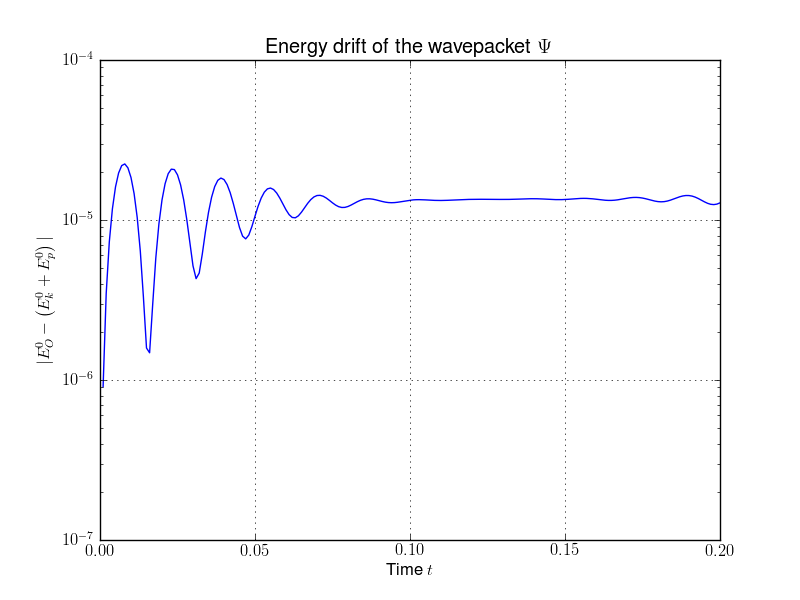 Energy drift of the wavepacket Ψ
10⁻⁴
10⁻⁵
10⁻⁶
10⁻⁷
|E_O^0 − (E_k^0 + E_p^0) |
0.00 0.05 0.10 0.15 0.20
Time t